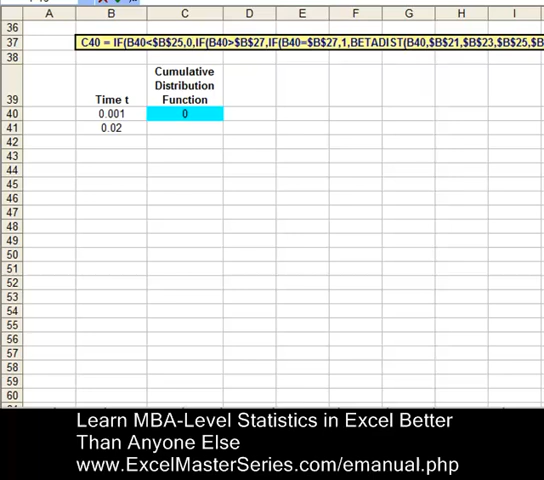 A B C D E F G H I
36
37 C40 = IF(B40<$B$25,0,IF(B40>$B$27,IF(B40=$B$27,1,BETADIST(B40,$B$21,$B$23,$B$25,$B
38
Cumulative
Distribution
39 Time t Function
40 0.001 0
41 0.02
42
43
44
45
46
47
48
49
50
51
52
53
54
55
56
57
58
59
60
Learn MBA-Level Statistics in Excel Better
Than Anyone Else
www.ExcelMasterSeries.com/emanual.php